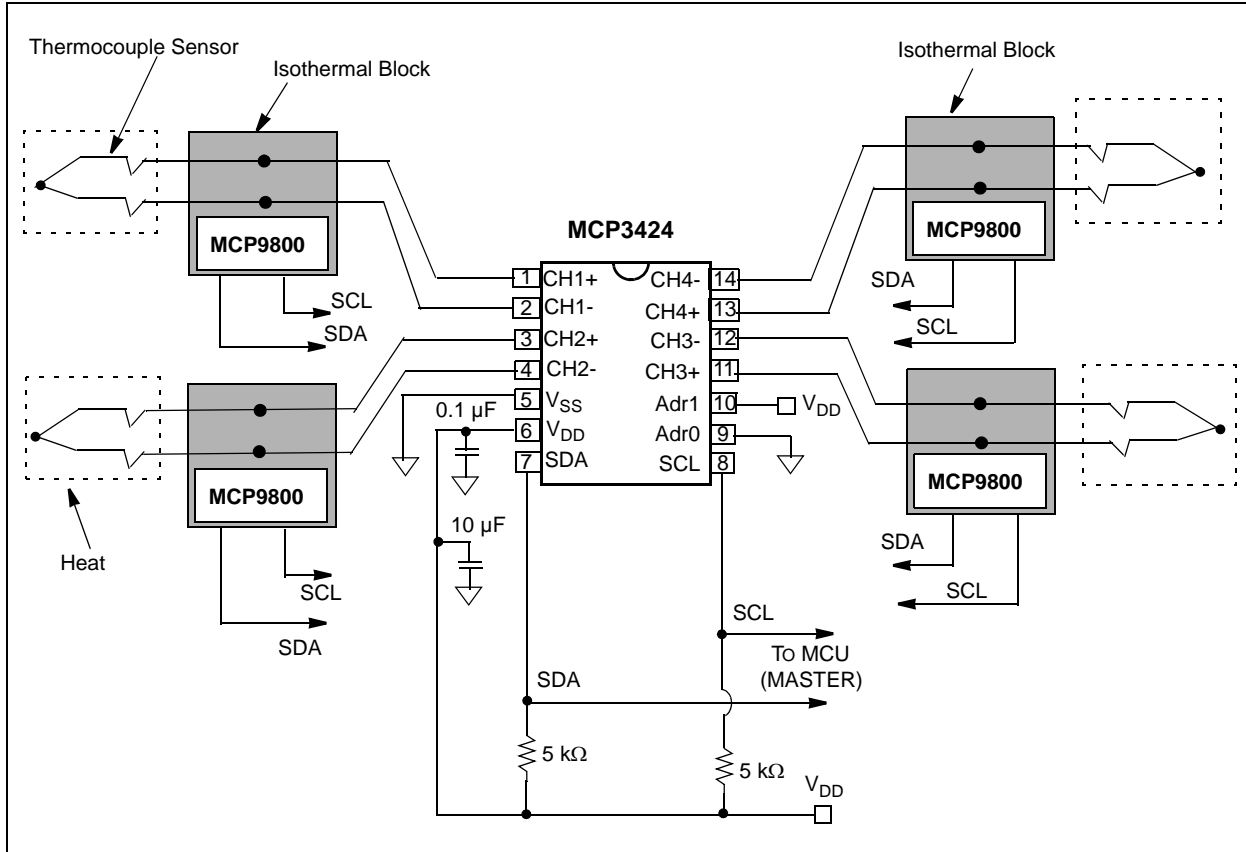 Thermocouple Sensor
Isothermal Block
Isothermal Block
MCP9800
SCL
SDA
MCP9800
SDA
SCL
MCP3424
1 CH1+
2 CH1-
3 CH2+
4 CH2-
5 VSS
6 VDD
7 SDA
CH4- 14
CH4+ 13
CH3- 12
CH3+ 11
Adr1 10
Adr0 9
SCL 8
VDD
0.1 µF
10 µF
MCP9800
SCL
SDA
Heat
MCP9800
SDA
SCL
SCL
TO MCU
(MASTER)
SDA
5 kΩ
5 kΩ
VDD